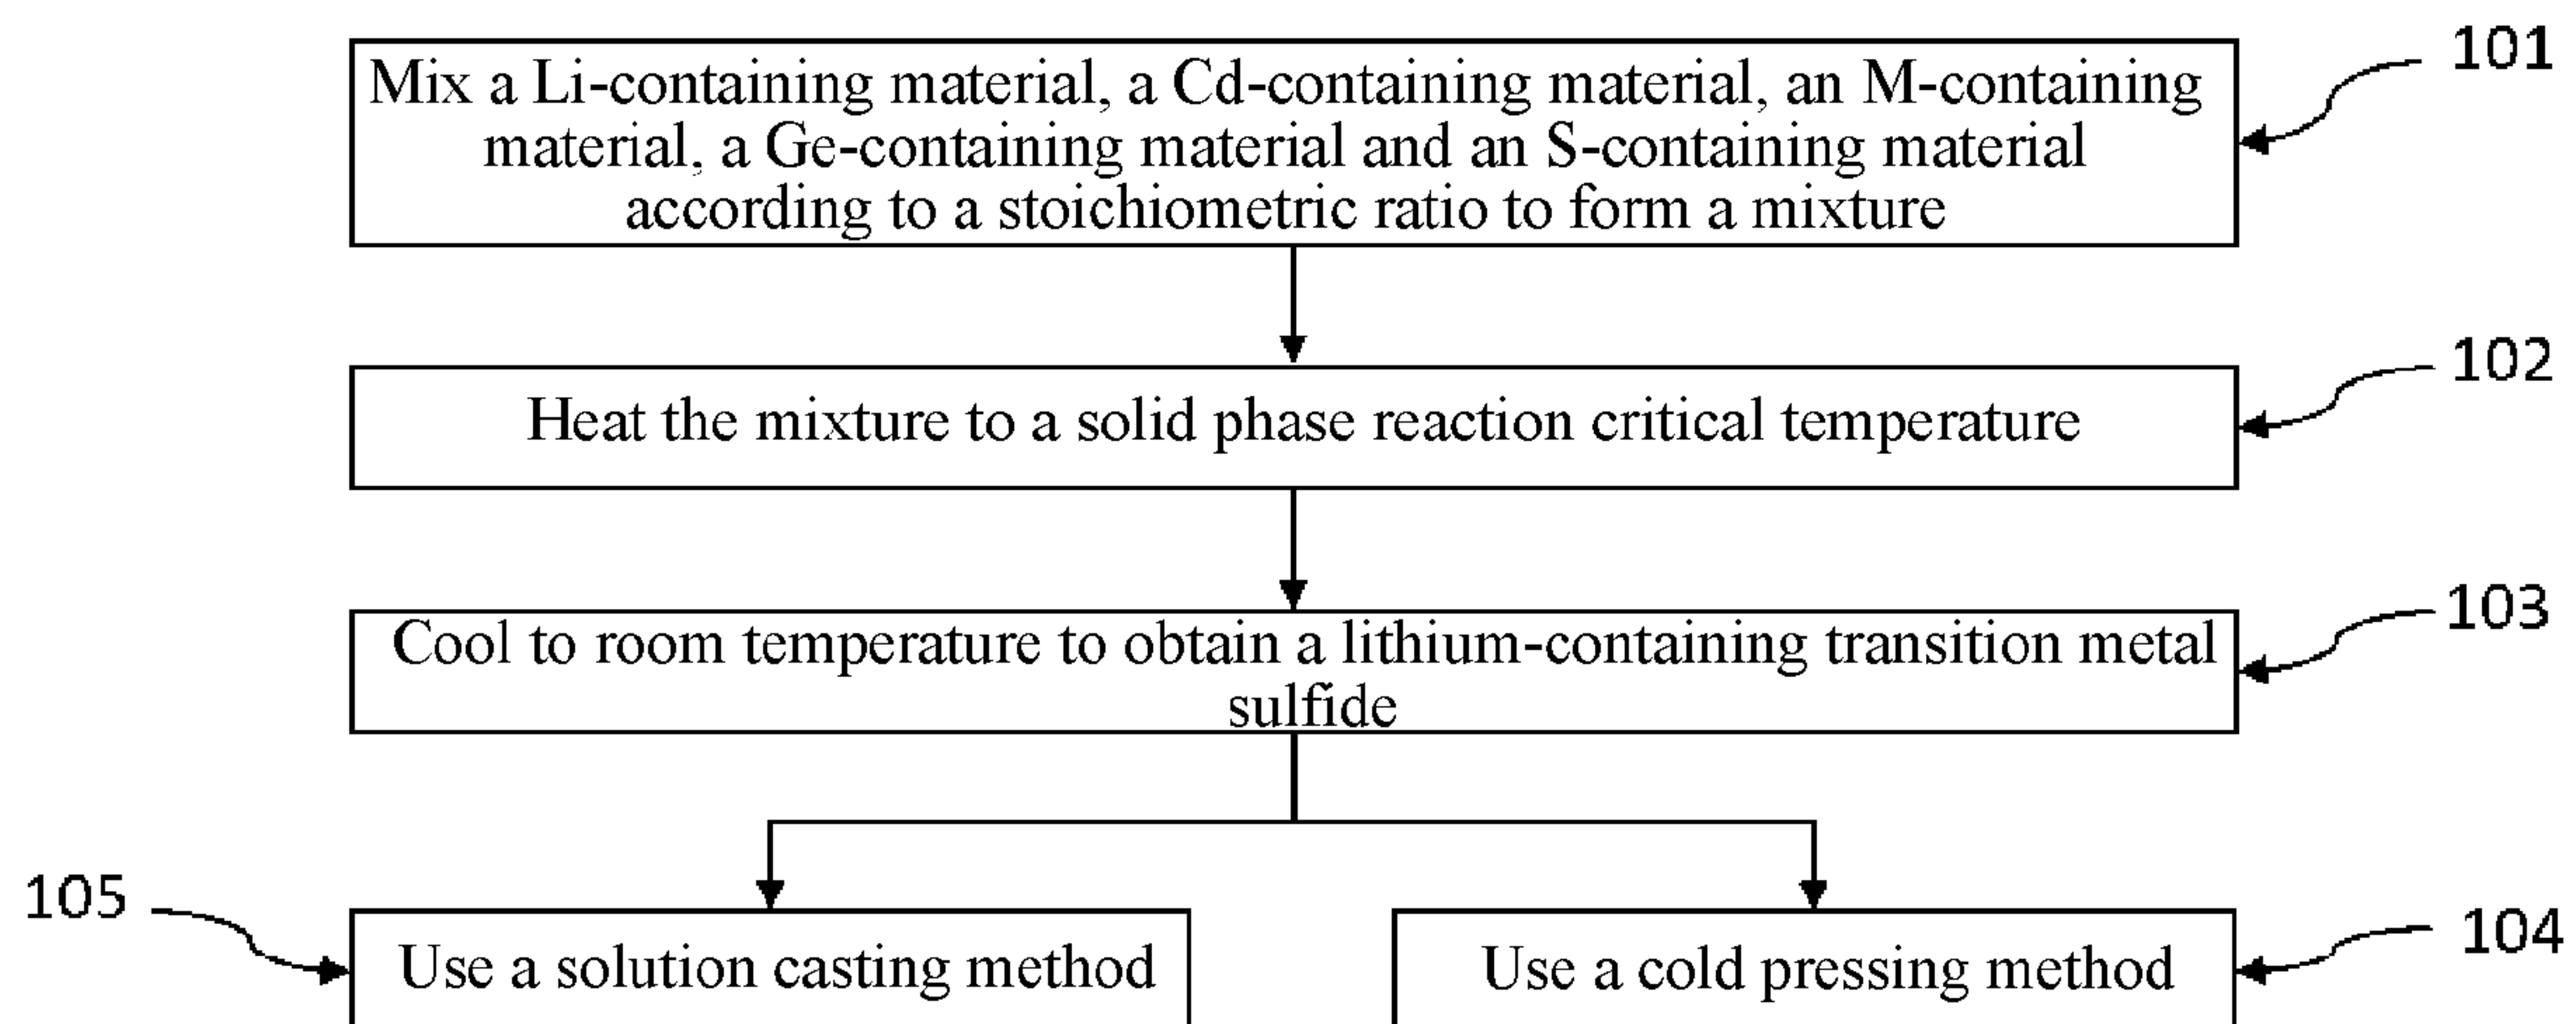 101
Mix a Li-containing material, a Cd-containing material, an M-containing
material, a Ge-containing material and an S-containing material
according to a stoichiometric ratio to form a mixture
102
Heat the mixture to a solid phase reaction critical temperature
103
Cool to room temperature to obtain a lithium-containing transition metal
sulfide
105
Use a solution casting method
104
Use a cold pressing method